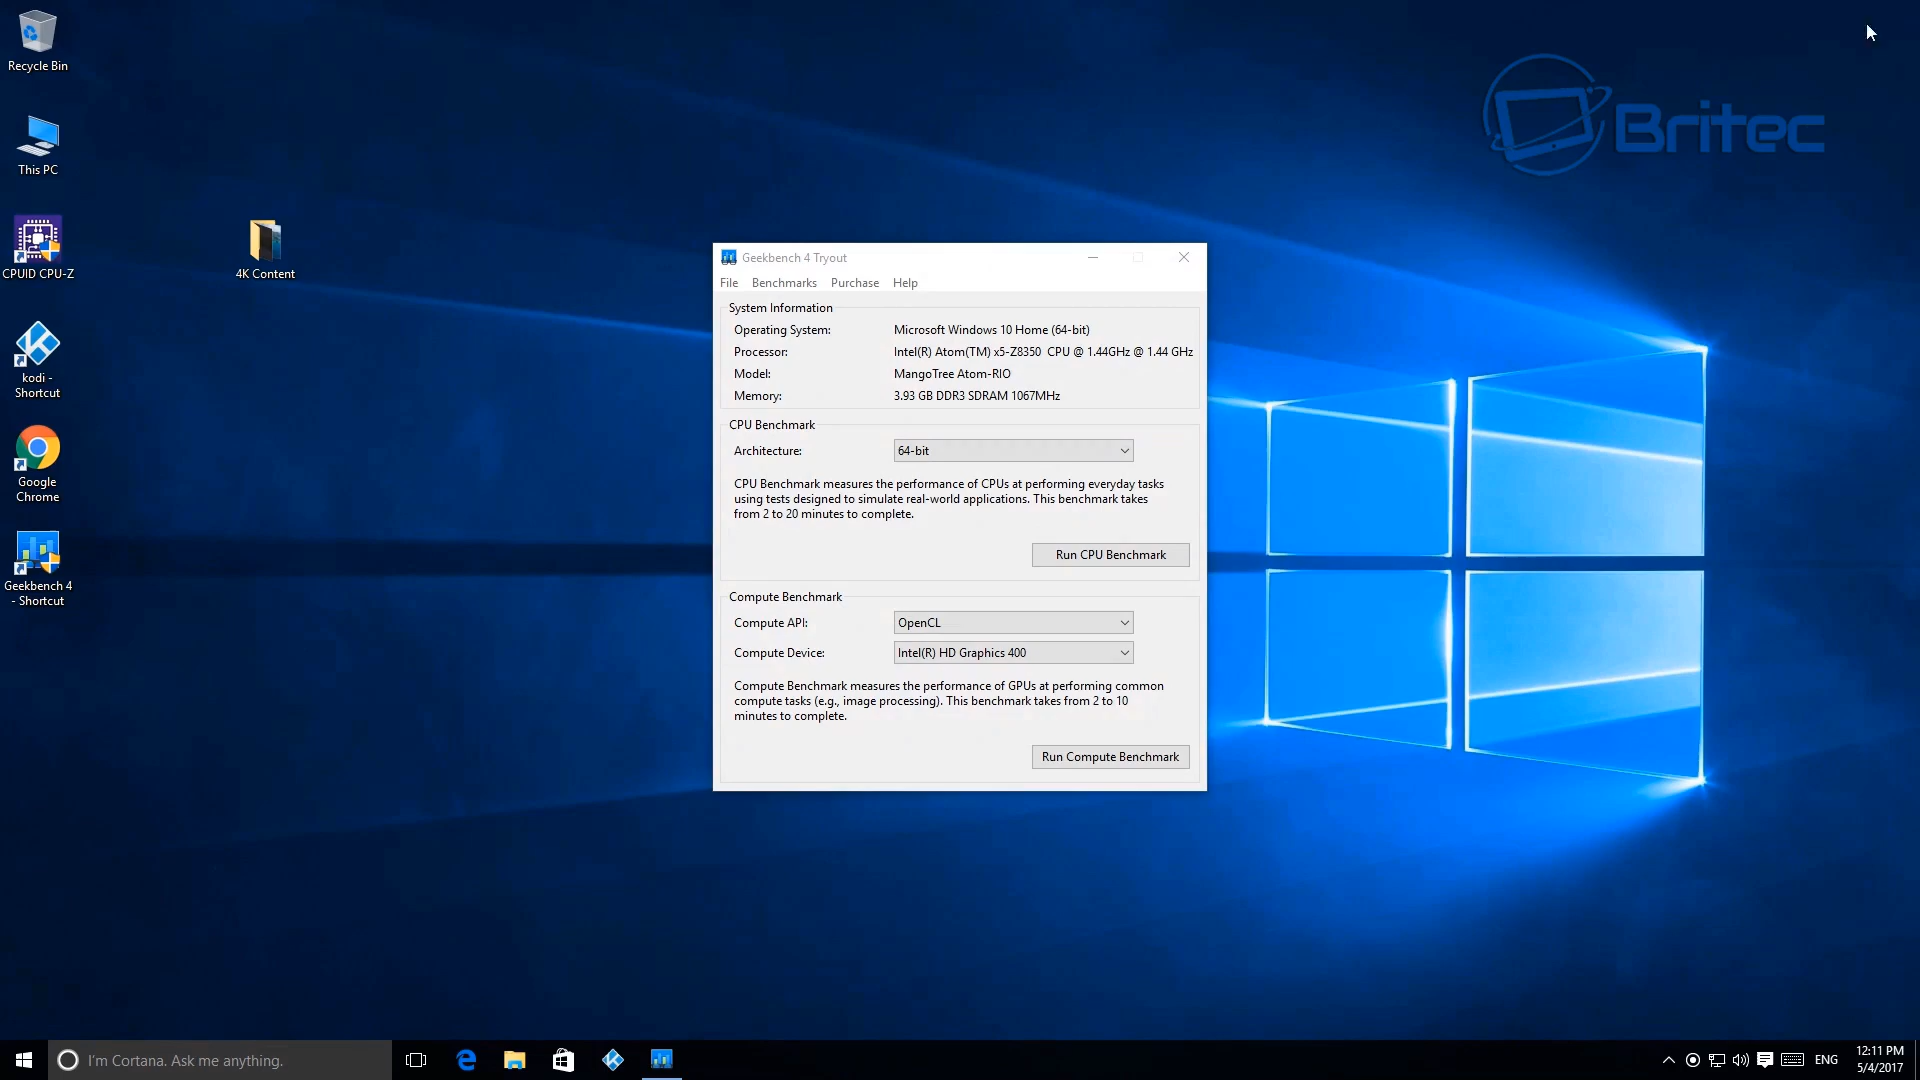 Recycle Bin
This PC
CPUID CPU-Z
4K Content
kodi -
Shortcut
Google
Chrome
Geekbench 4
- Shortcut
Britec
Geekbench 4 Tryout
File Benchmarks Purchase Help
System Information
Operating System: Microsoft Windows 10 Home (64-bit)
Processor: Intel(R) Atom(TM) x5-Z8350 CPU @ 1.44GHz @ 1.44 GHz
Model: MangoTree Atom-RIO
Memory: 3.93 GB DDR3 SDRAM 1067MHz
CPU Benchmark
Architecture: 64-bit
CPU Benchmark measures the performance of CPUs at performing everyday tasks
using tests designed to simulate real-world applications. This benchmark takes
from 2 to 20 minutes to complete.
Run CPU Benchmark
Compute Benchmark
Compute API: OpenCL
Compute Device: Intel(R) HD Graphics 400
Compute Benchmark measures the performance of GPUs at performing common
compute tasks (e.g., image processing). This benchmark takes from 2 to 10
minutes to complete.
Run Compute Benchmark
I'm Cortana. Ask me anything.
ENG
12:11 PM
5/4/2017